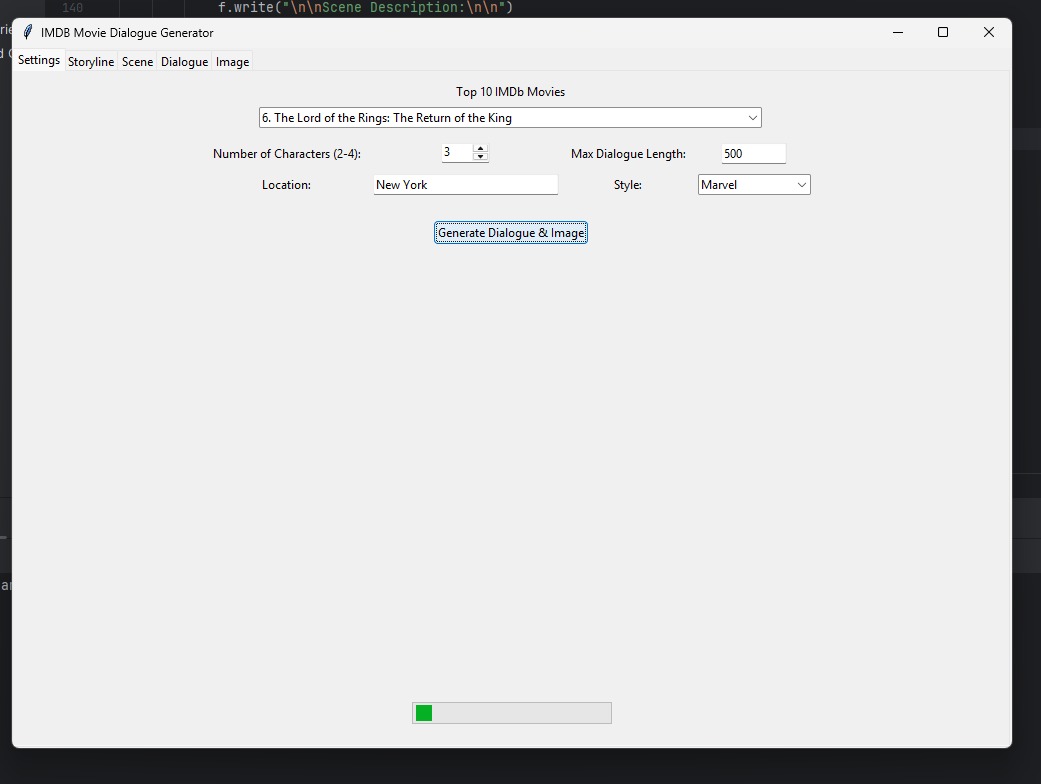 140 f.write("\n\nScene Description:\n\n")
IMDB Movie Dialogue Generator
Settings Storyline Scene Dialogue Image
Top 10 IMDb Movies
6. The Lord of the Rings: The Return of the King
Number of Characters (2-4): 3 Max Dialogue Length: 500
Location: New York Style: Marvel
Generate Dialogue & Image